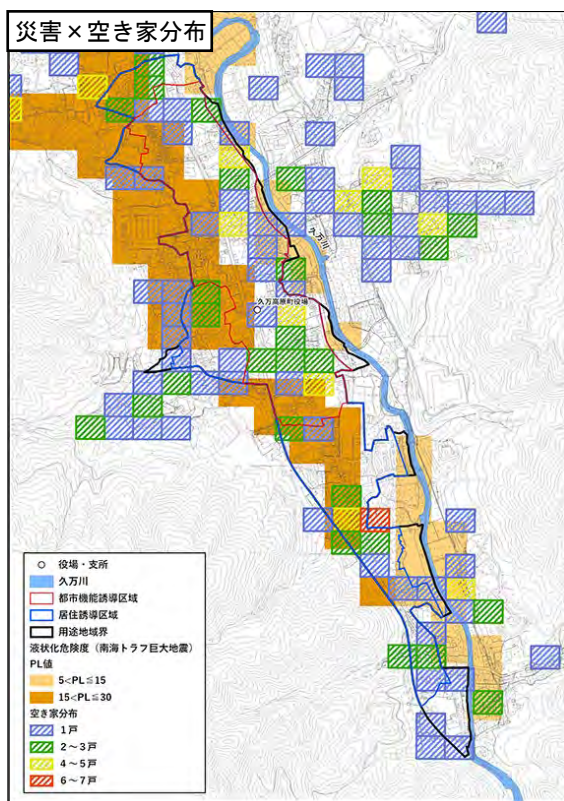 災害×空き家分布
久万川
久万高原町役場
役場・支所
久万川
都市機能誘導区域
居住誘導区域
用途地域界
液状化危険度（南海トラフ巨大地震）
PL値
5<PL≦15
15<PL≦30
空き家分布
1戸
2～3戸
4～5戸
6～7戸